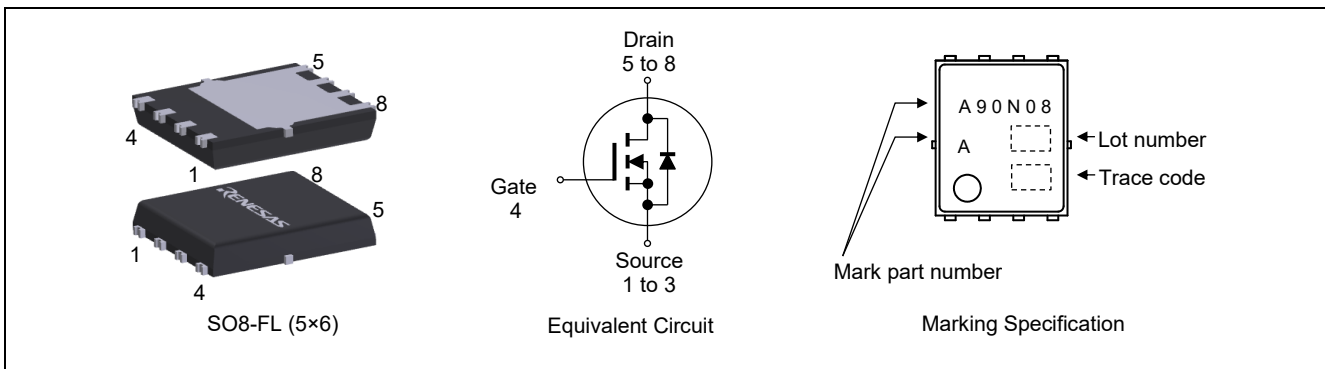 5
8
4
1
8
RENESAS
5
1
4
SO8-FL (5×6)
Drain
5 to 8
Gate
4
Source
1 to 3
Equivalent Circuit
A90N08
A
Lot number
Trace code
Mark part number
Marking Specification